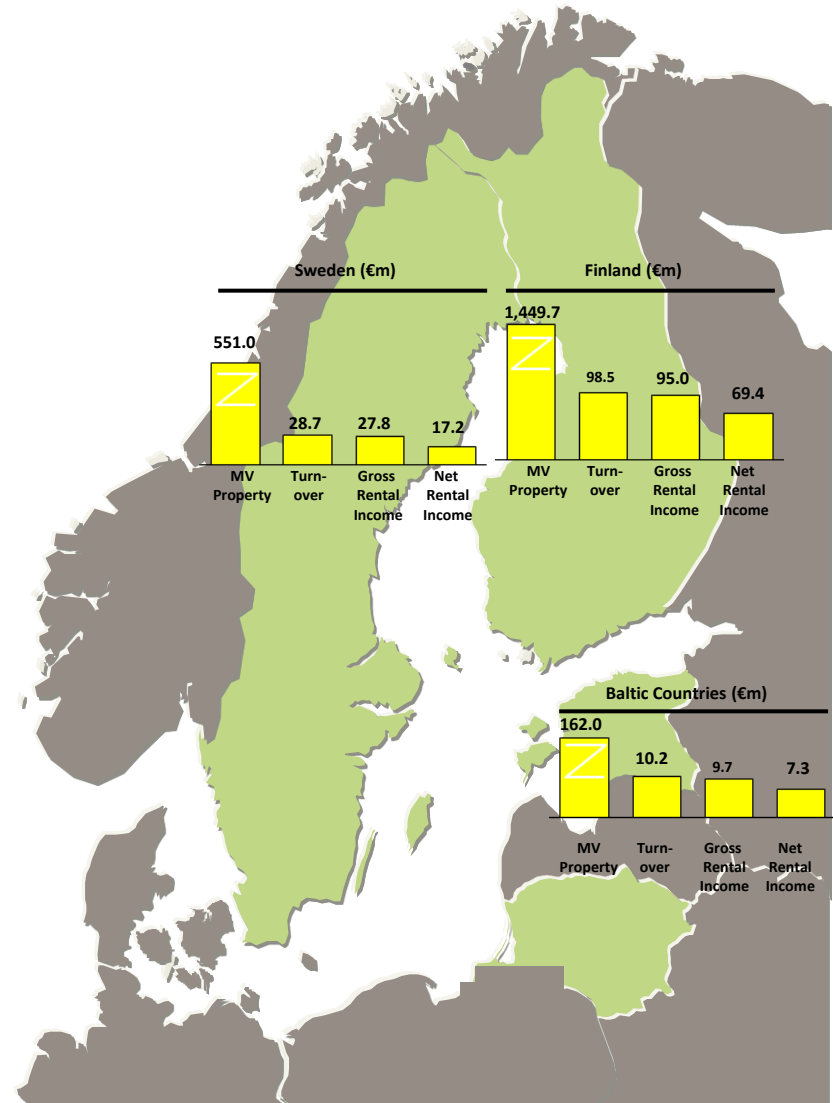 Sweden (€m)
551.0
28.7
27.8
17.2
MV Property
Turn-over
Gross Rental Income
Net Rental Income
Finland (€m)
1,449.7
98.5
95.0
69.4
MV Property
Turn-over
Gross Rental Income
Net Rental Income
Baltic Countries (€m)
162.0
10.2
9.7
7.3
MV Property
Turn-over
Gross Rental Income
Net Rental Income